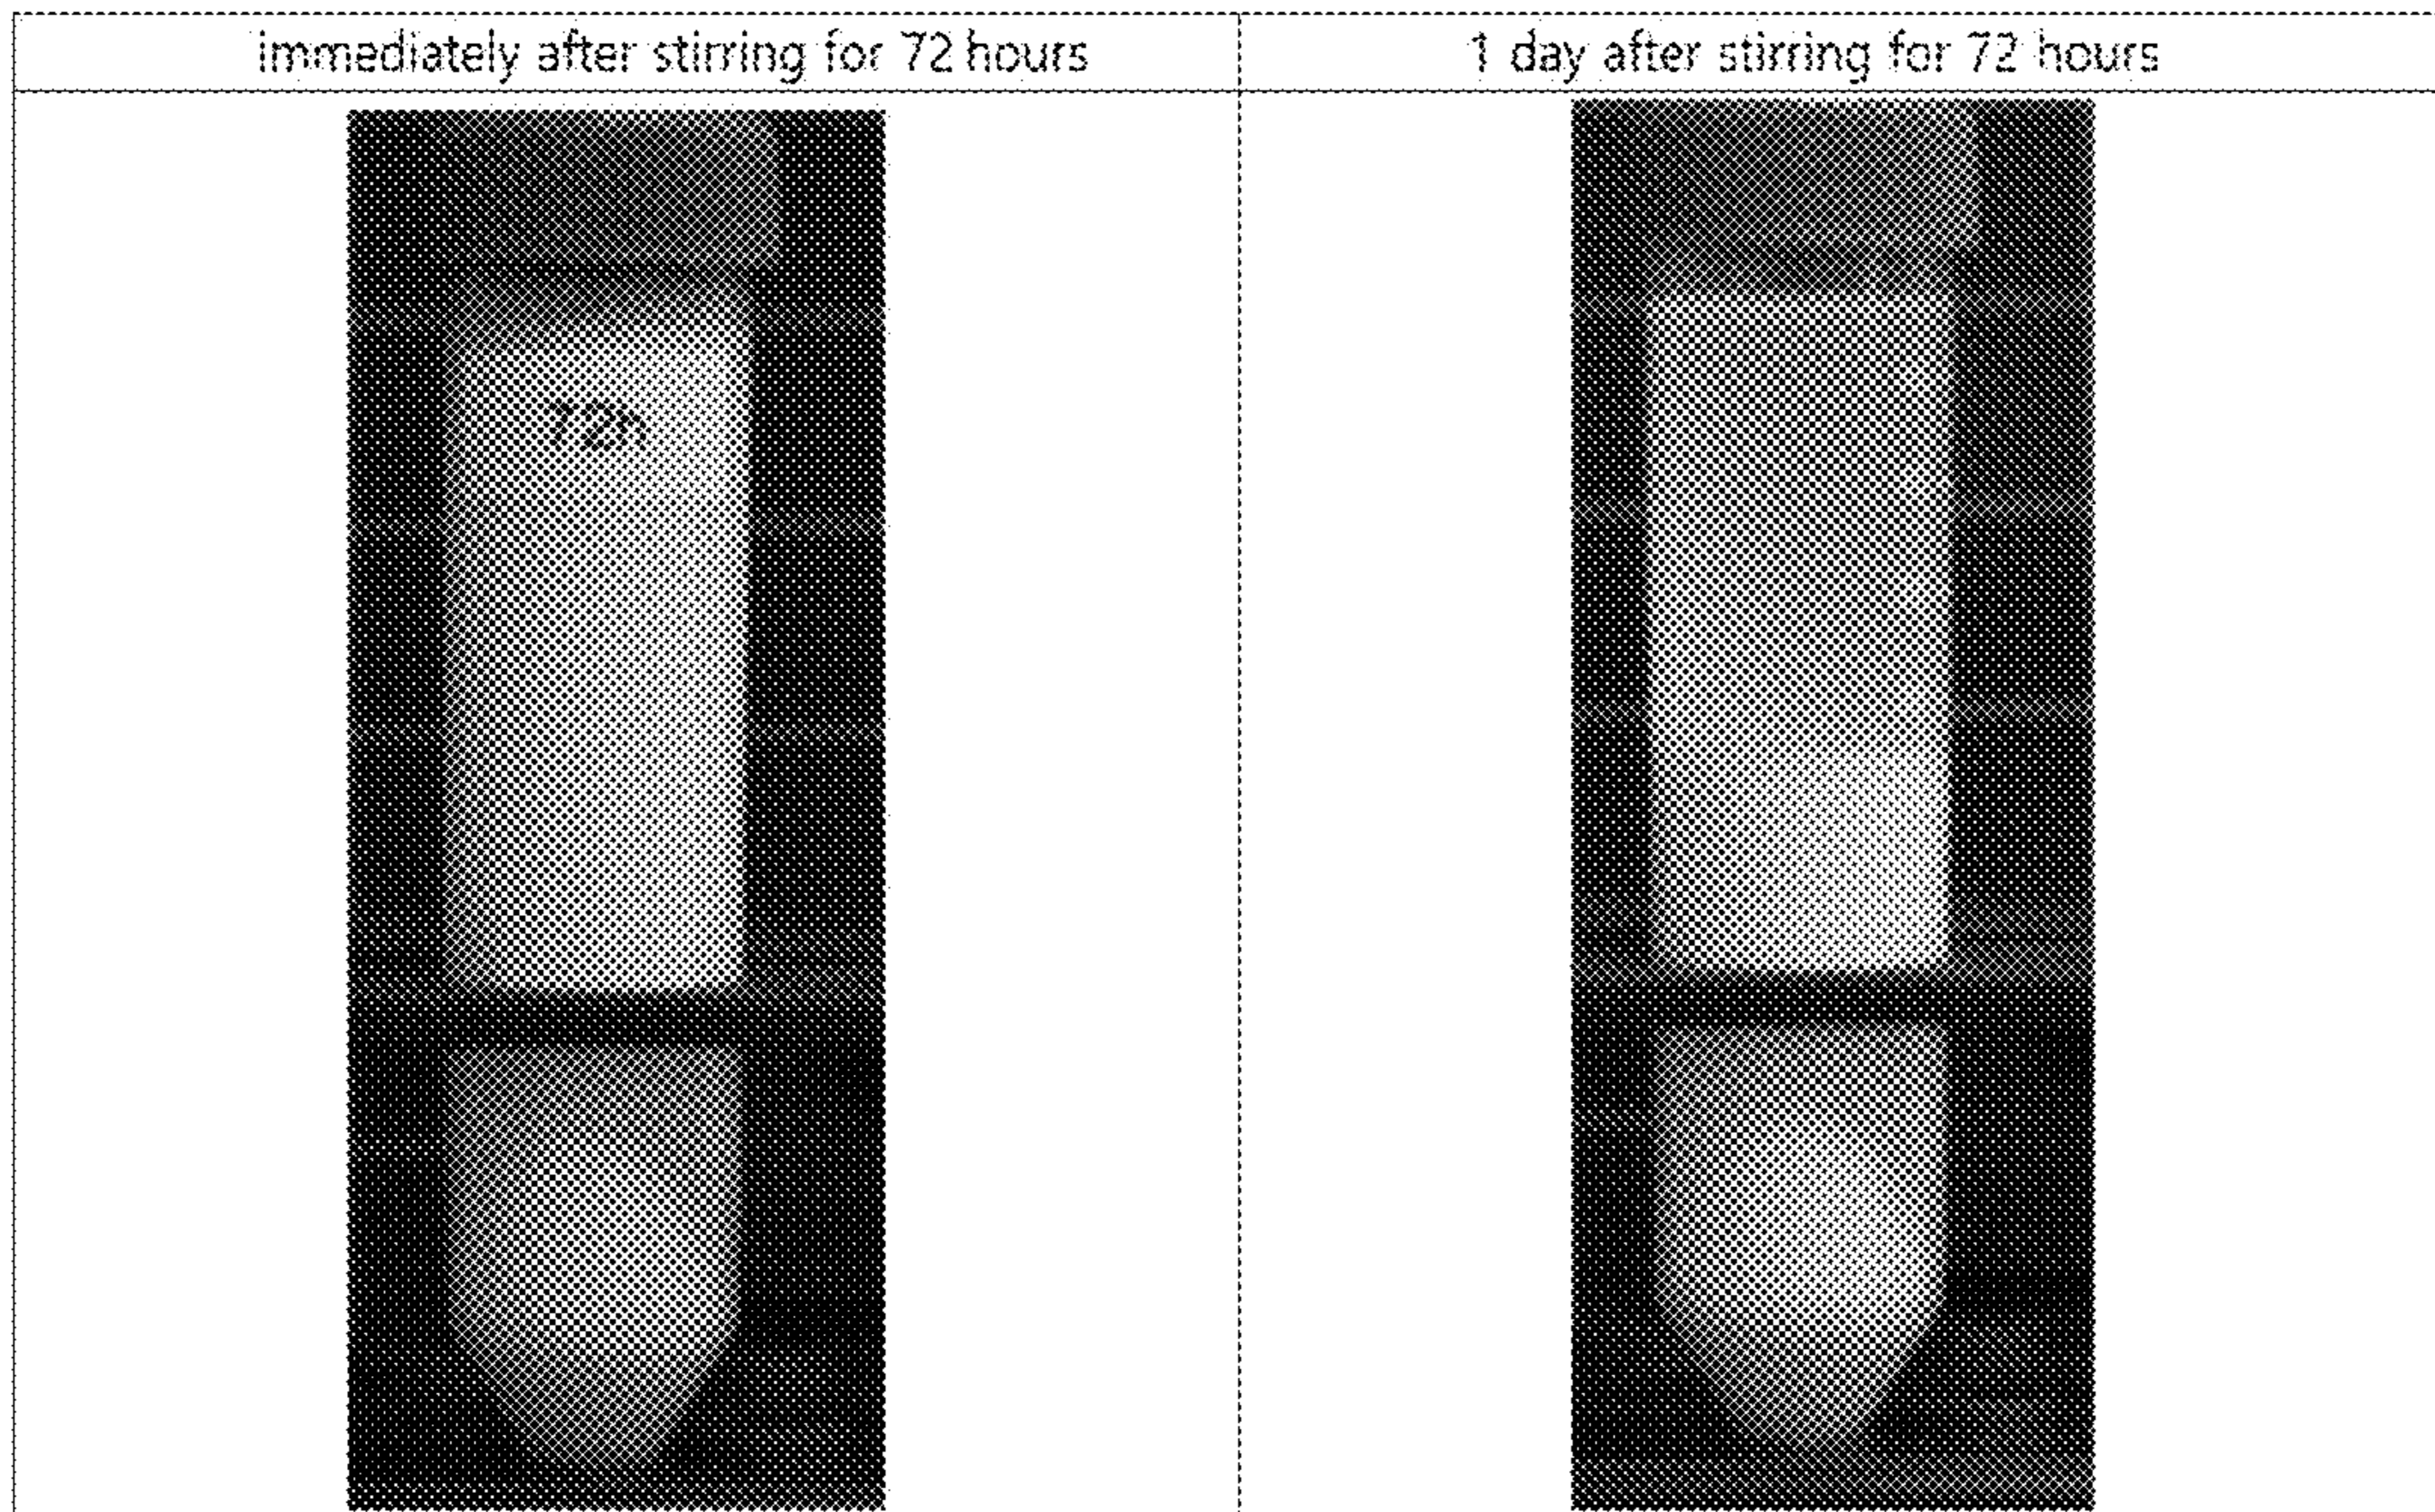 immediately after stirring for 72 hours
1 day after stirring for 72 hours
72h